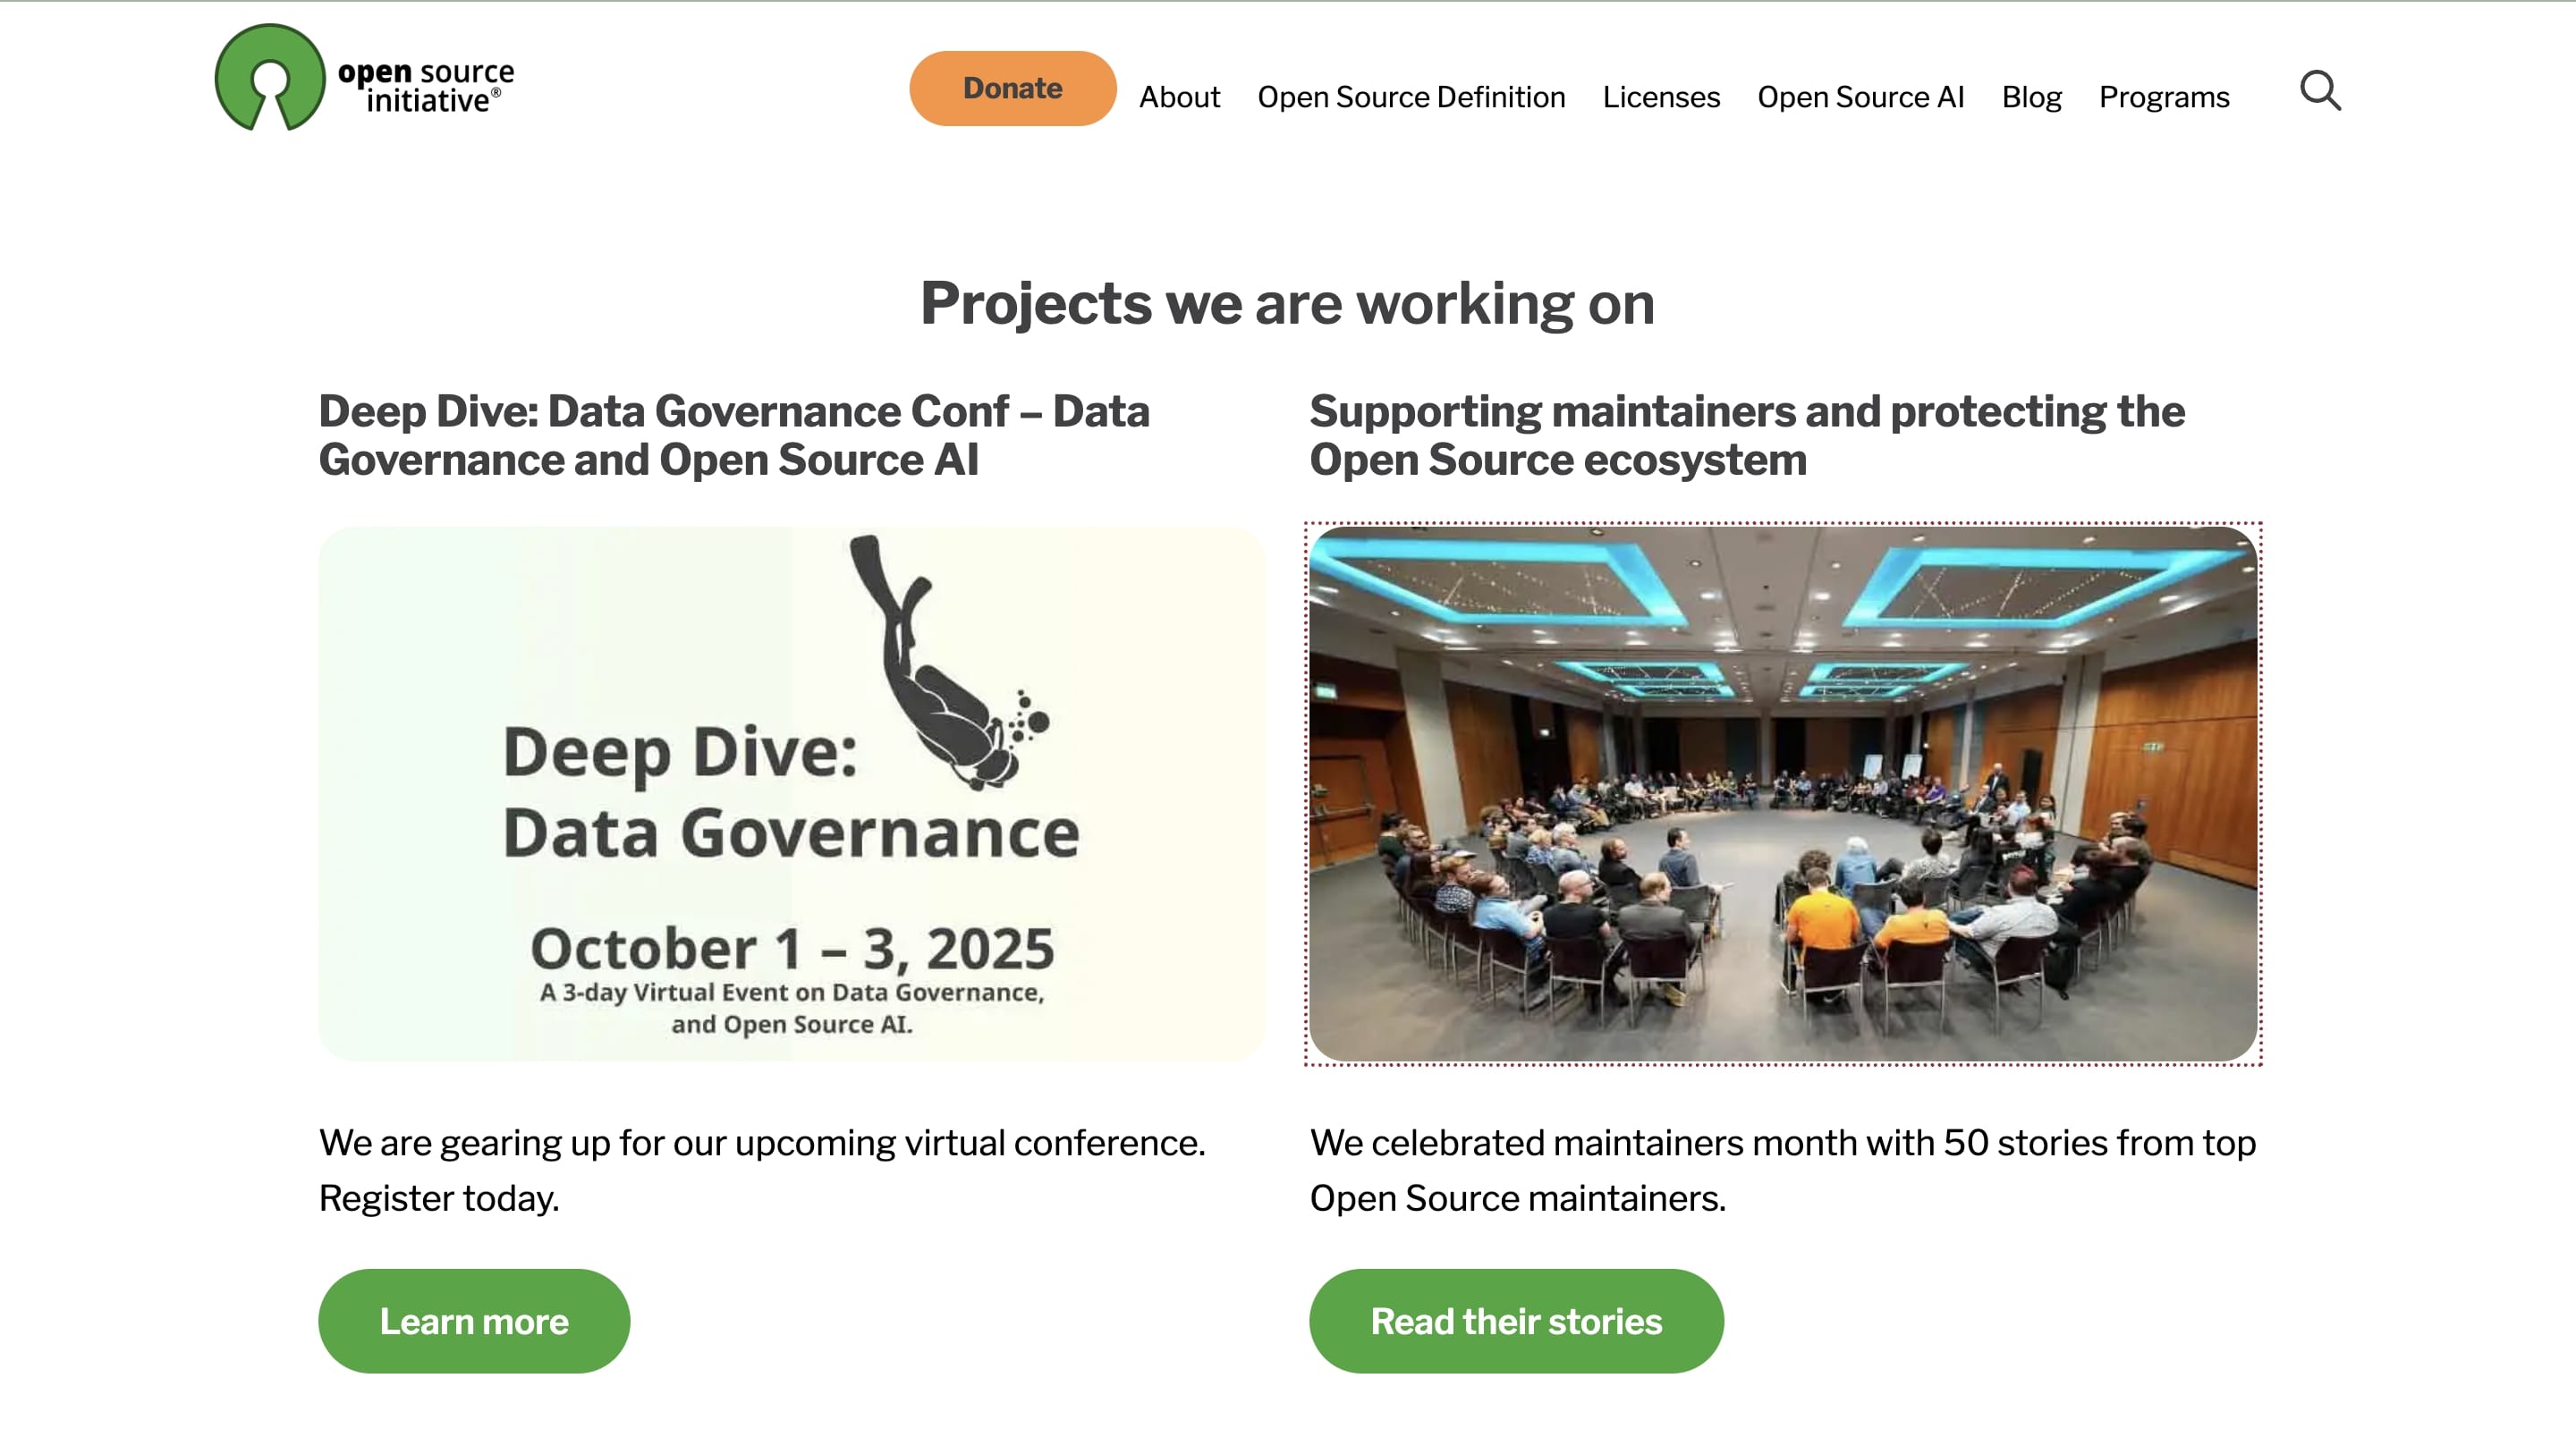 open source
initiative®
Donate About Open Source Definition Licenses Open Source AI Blog Programs
Projects we are working on
Deep Dive: Data Governance Conf – Data
Governance and Open Source AI
Deep Dive:
Data Governance
October 1 – 3, 2025
A 3-day Virtual Event on Data Governance,
and Open Source AI.
We are gearing up for our upcoming virtual conference.
Register today.
Learn more
Supporting maintainers and protecting the
Open Source ecosystem
We celebrated maintainers month with 50 stories from top
Open Source maintainers.
Read their stories